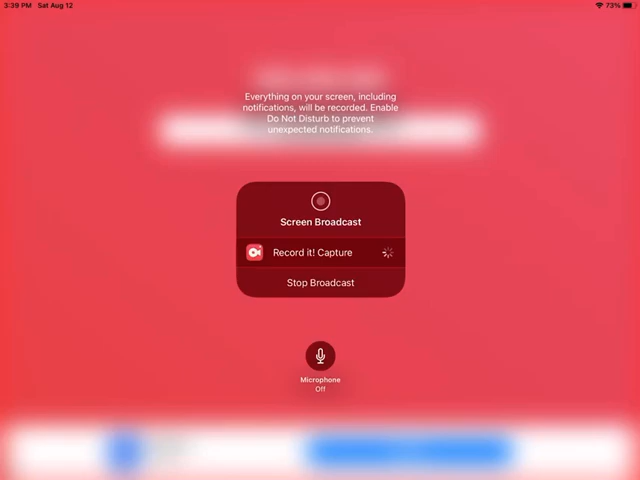 3:39 PM Sat Aug 12
73%
Everything on your screen, including
notifications, will be recorded. Enable
Do Not Disturb to prevent
unexpected notifications.
Screen Broadcast
Record it! Capture
Stop Broadcast
Microphone
Off